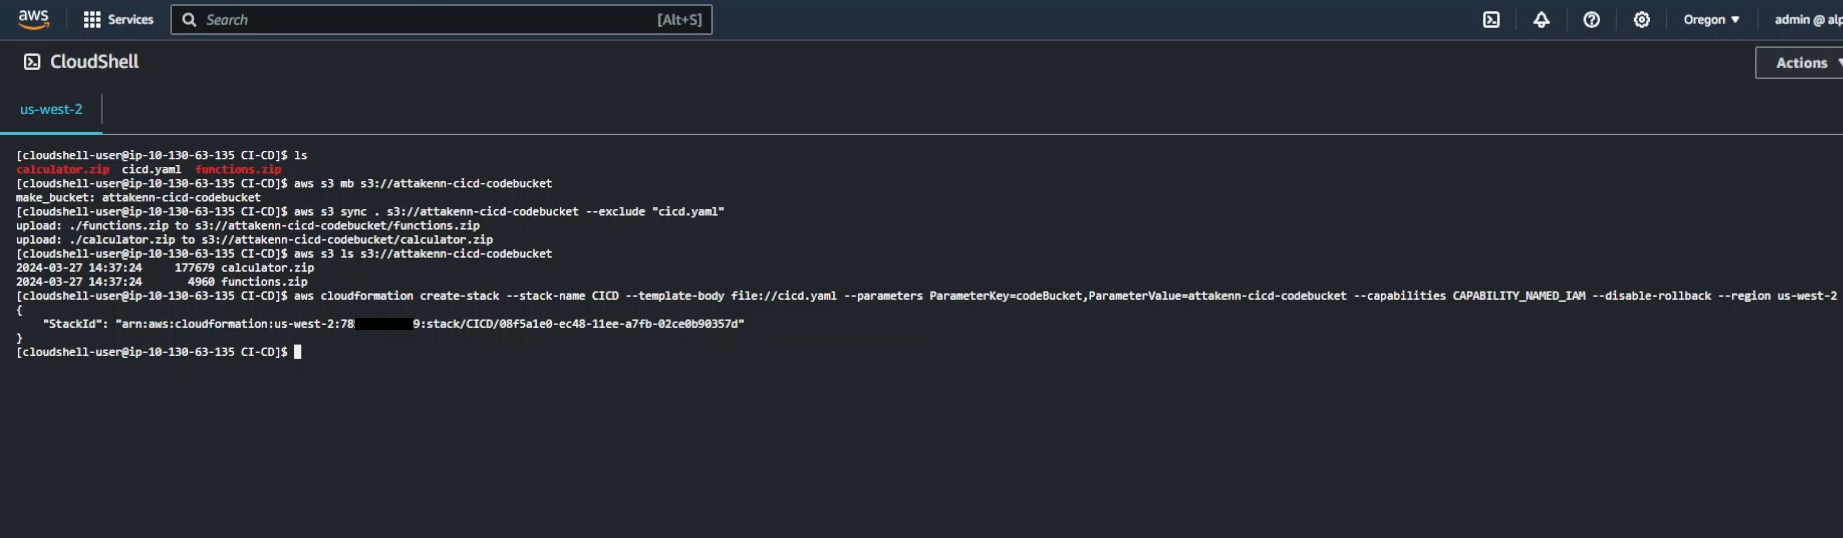 aws
Services
Search
[Alt+S]
Oregon ▼
admin @ alp
CloudShell
Actions
us-west-2
[cloudshell-user@ip-10-130-63-135 CI-CD]$ ls
calculator.zip  cicd.yaml  functions.zip
[cloudshell-user@ip-10-130-63-135 CI-CD]$ aws s3 mb s3://attakenn-cicd-codebucket
make_bucket: attakenn-cicd-codebucket
[cloudshell-user@ip-10-130-63-135 CI-CD]$ aws s3 sync . s3://attakenn-cicd-codebucket --exclude "cicd.yaml"
upload: ./functions.zip to s3://attakenn-cicd-codebucket/functions.zip
upload: ./calculator.zip to s3://attakenn-cicd-codebucket/calculator.zip
[cloudshell-user@ip-10-130-63-135 CI-CD]$ aws s3 ls s3://attakenn-cicd-codebucket
2024-03-27 14:37:24     177679 calculator.zip
2024-03-27 14:37:24       4960 functions.zip
[cloudshell-user@ip-10-130-63-135 CI-CD]$ aws cloudformation create-stack --stack-name CICD --template-body file://cicd.yaml --parameters ParameterKey=codeBucket,ParameterValue=attakenn-cicd-codebucket --capabilities CAPABILITY_NAMED_IAM --disable-rollback --region us-west-2
{
    "StackId": "arn:aws:cloudformation:us-west-2:78 9:stack/CICD/08f5a1e0-ec48-11ee-a7fb-02ce0b90357d"
}
[cloudshell-user@ip-10-130-63-135 CI-CD]$